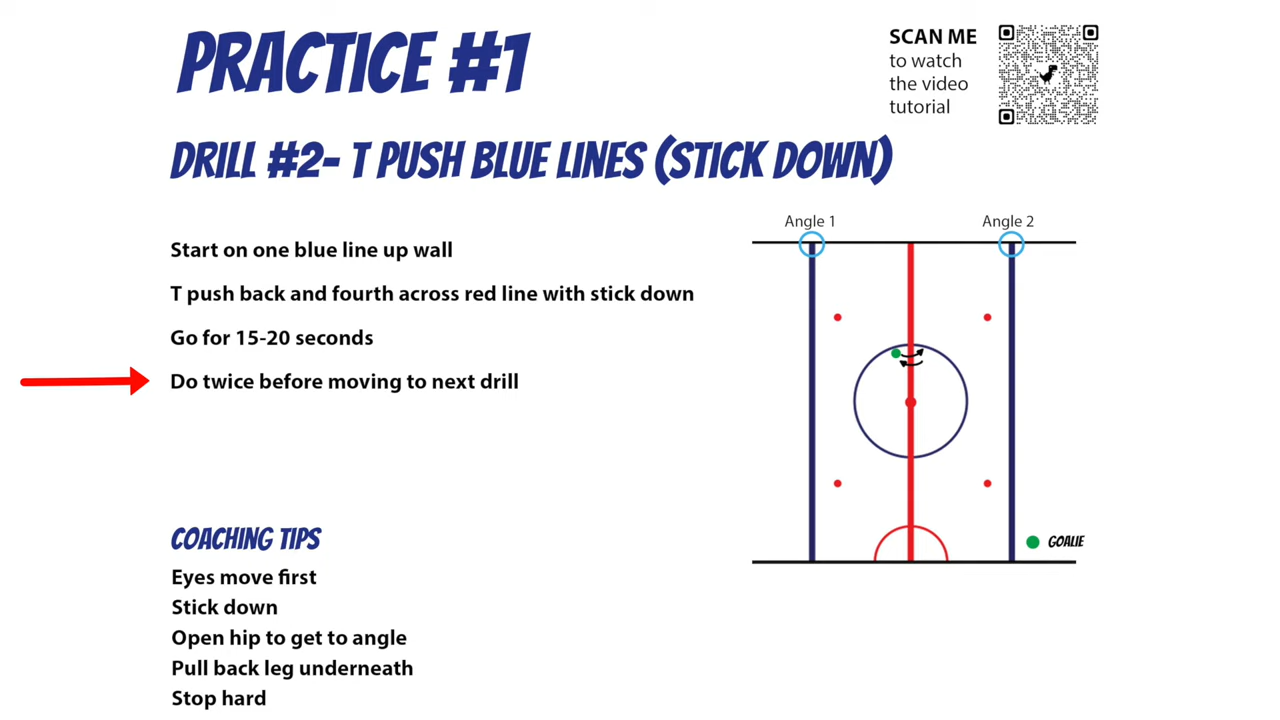 PRACTICE #1
SCAN ME
to watch
the video
tutorial
DRILL #2- T PUSH BLUE LINES (STICK DOWN)
Start on one blue line up wall
T push back and fourth across red line with stick down
Go for 15-20 seconds
Do twice before moving to next drill
Angle 1
Angle 2
GOALIE
COACHING TIPS
Eyes move first
Stick down
Open hip to get to angle
Pull back leg underneath
Stop hard